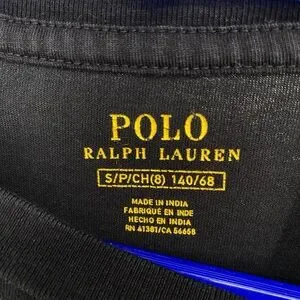 POLO
RALPH LAUREN
S/P/CH(8) 140/68
MADE IN INDIA
FABRIQUÉ EN INDE
HECHO EN INDIA
RN 41381/CA 56658